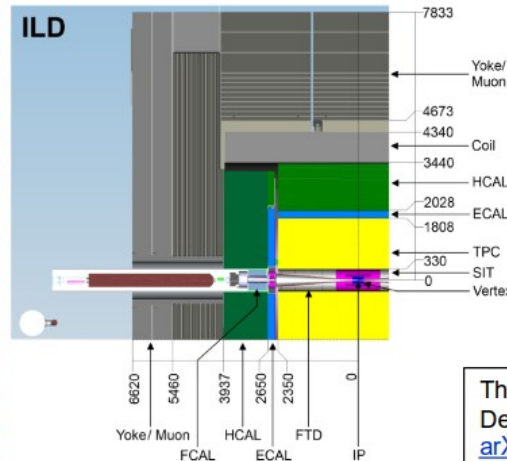 ILD
7833
Yoke/
Muon
4673
4340
Coil
3440
HCAL
2028
ECAL
1808
TPC
330
SIT
0
Vertex
6620
5460
3937
2650
2350
0
Yoke/ Muon
HCAL
FTD
FCAL
ECAL
IP
Th
De
arX